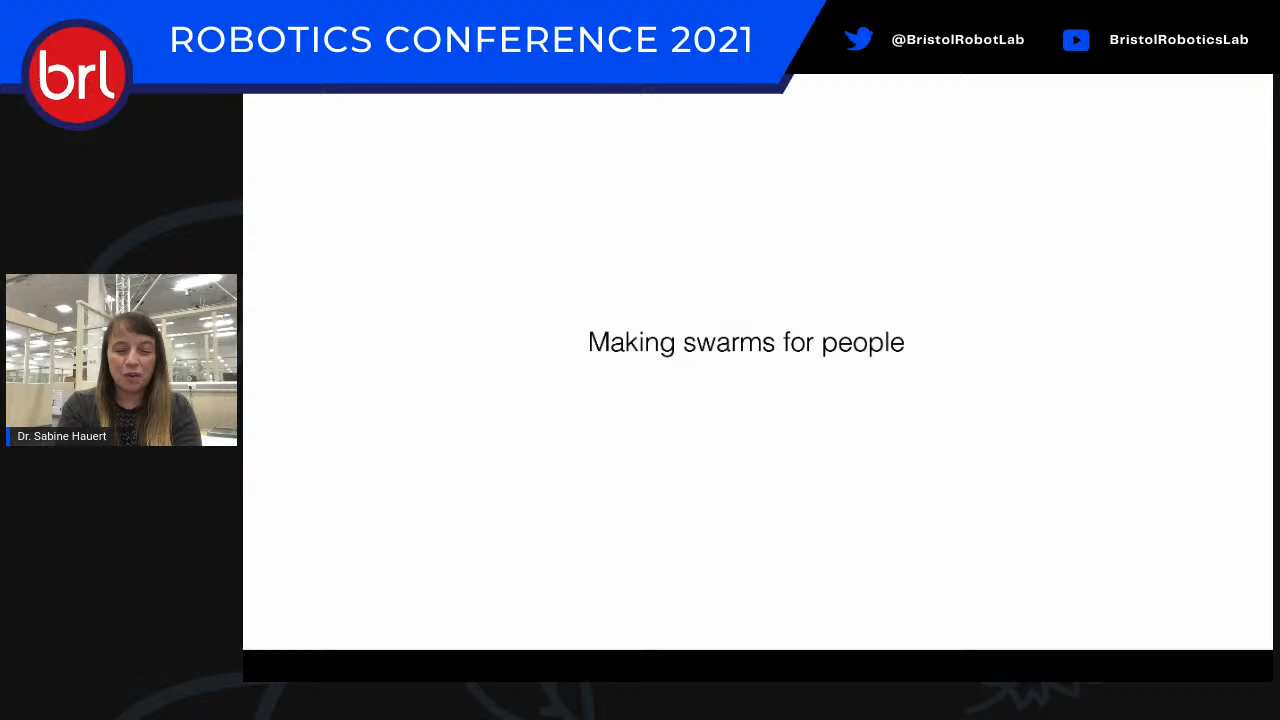 ROBOTICS CONFERENCE 2021
@BristolRobotLab
BristolRoboticsLab
brl
Making swarms for people
Dr. Sabine Hauert